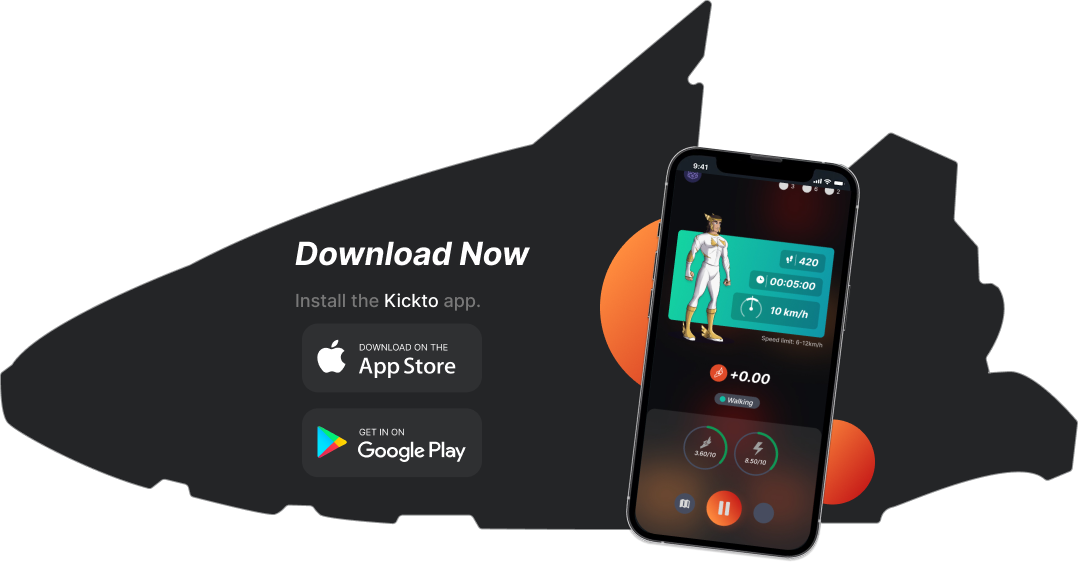 Download Now
Install the Kickto app.
DOWNLOAD ON THE
App Store
GET IN ON
Google Play
9:41
3 6 2
420
00:05:00
10 km/h
Speed limit: 6-12km/h
+0.00
Walking
3.60/10
8.50/10